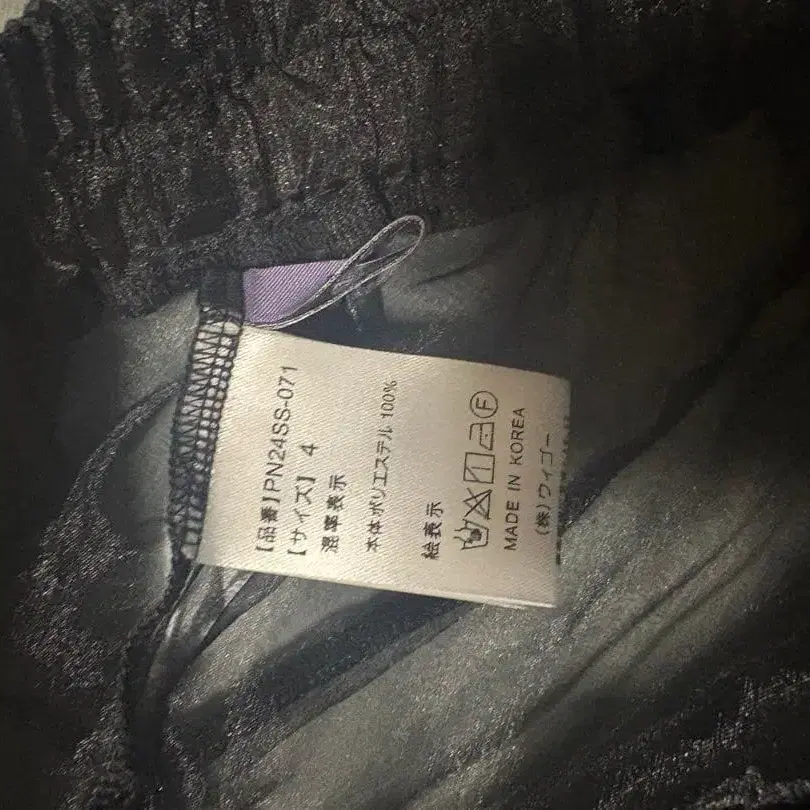 【品番】PN24SS-071
【サイズ】4
混率表示
本体ポリエステル 100%
絵表示
F
MADE IN KOREA
(株)ウィゴー